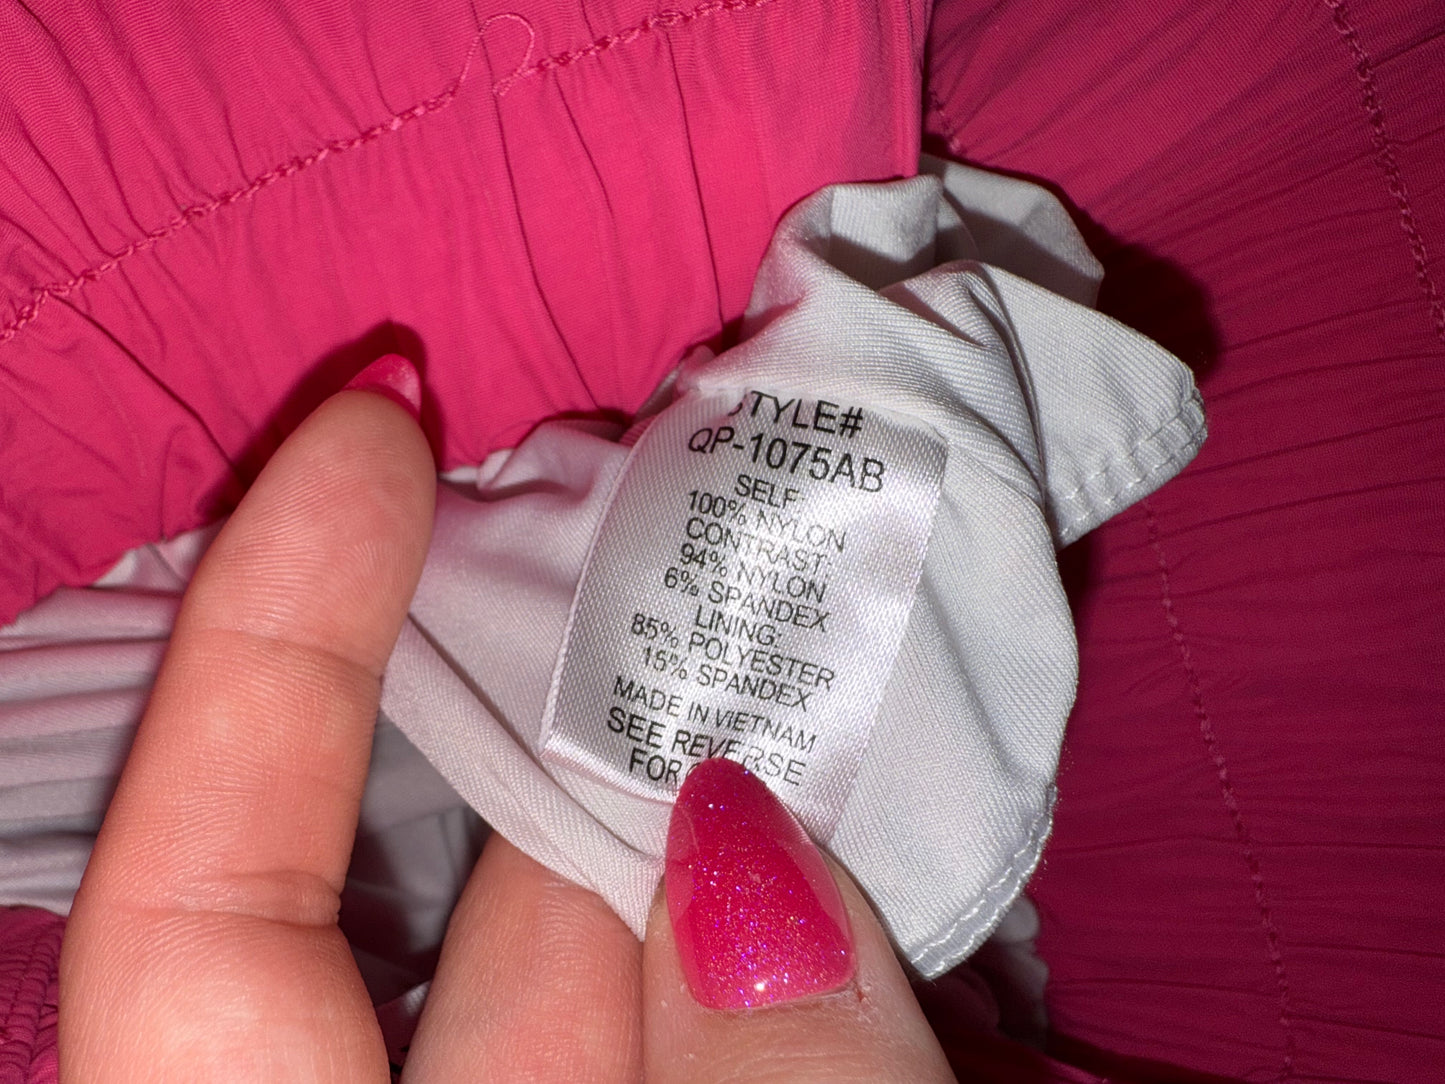 STYLE#
QP-1075AB
SELF:
100% NYLON
CONTRAST:
94% NYLON
6% SPANDEX
LINING:
85% POLYESTER
15% SPANDEX
MADE IN ViETNAM
SEE REVERSE
FOR